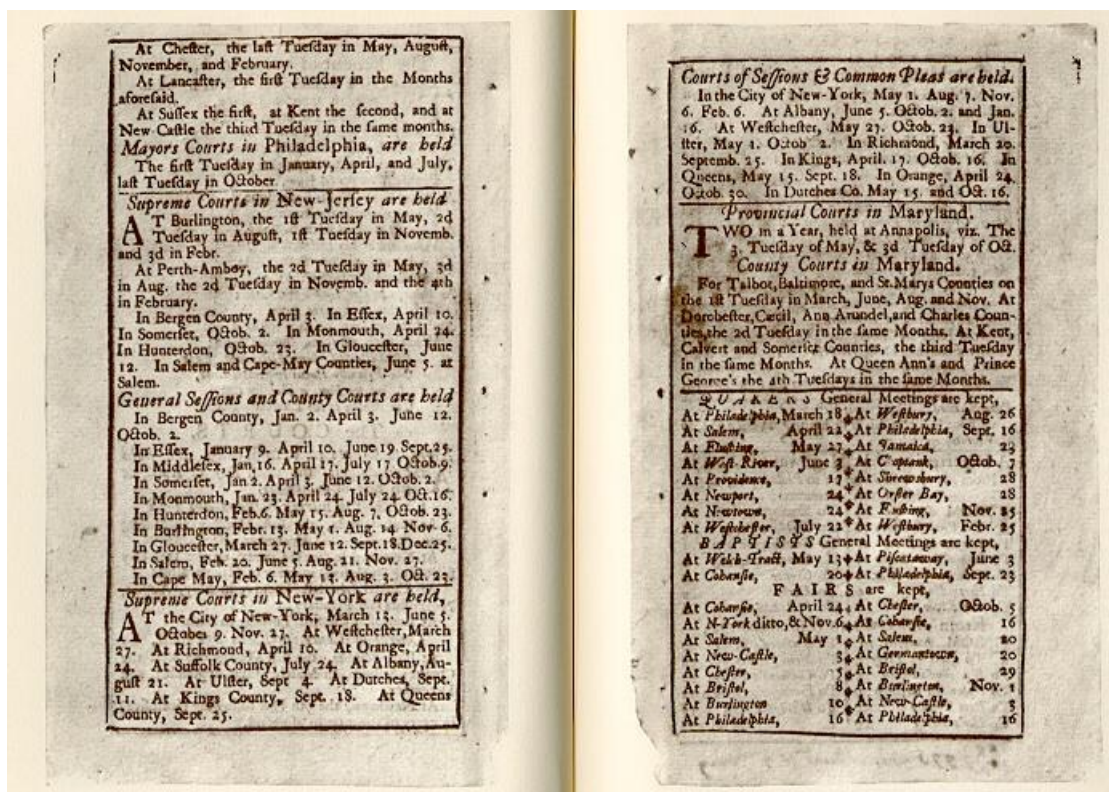 At Cheſter, the laſt Tueſday in May, Auguſt,
November, and February.
At Lancaſter, the firſt Tueſday in the Months
aforeſaid.
At Suſſex the firſt, at Kent the ſecond, and at
New Caſtle the third Tueſday in the ſame months.
Mayors Courts in Philadelphia, are held
The firſt Tueſday in January, April, and July,
laſt Tueſday in October
Supreme Courts in New-Jerſey are held
AT Burlington, the 1ſt Tueſday in May, 2d
Tueſday in Auguſt, 1ſt Tueſday in Novemb.
and 3d in Febr.
At Perth-Amboy, the 2d Tueſday in May, 3d
in Aug. the 2d Tueſday in Novemb. and the 4th
in February.
In Bergen County, April 3. In Eſſex, April 10.
In Somerſet, Octob. 2. In Monmouth, April 24.
In Hunterdon, Octob. 23. In Glouceſter, June
12. In Salem and Cape-May Counties, June 5. at
Salem.
General Seſſions and County Courts are held
In Bergen County, Jan. 2. April 3. June 12.
Octob. 2.
In Eſſex, January 9. April 10. June 19 Sept.25.
In Middleſex, Jan.16. April 17. July 17 Octob.9.
In Somerſet, Jan 2. April 3. June 12. Octob. 2.
In Monmouth, Jan. 23. April 24. July 24 Oct.16.
In Hunterdon, Feb.6. May 15. Aug. 7, Octob. 23.
In Burlington, Febr. 13. May 1. Aug. 14 Nov 6.
In Glouceſter, March 27. June 12. Sept.18.Dec.25.
In Salem, Feb. 20. June 5. Aug. 21. Nov. 27.
In Cape May, Feb. 6. May 13. Aug. 3. Oct. 23.
Supreme Courts in New-York are held,
AT the City of New-York, March 13. June 5.
October 9. Nov. 27. At Weſtcheſter, March
27. At Richmond, April 10. At Orange, April
24. At Suffolk County, July 24. At Albany, Au-
guſt 21. At Ulſter, Sept 4. At Dutches, Sept.
11. At Kings County, Sept. 18. At Queens
County, Sept. 25.
Courts of Seſſions & Common Pleas are held.
In the City of New-York, May 1. Aug. 7. Nov.
6. Feb. 6. At Albany, June 5. Octob. 2. and Jan.
16. At Weſtcheſter, May 27. Octob. 23. In Ul-
ſter, May 1. Octob 2. In Richmond, March 20.
Septemb. 25. In Kings, April. 17. Octob. 16. In
Queens, May 15. Sept. 18. In Orange, April 24.
Octob. 30. In Dutches Co. May 15. and Oct. 16.
Provincial Courts in Maryland.
TWO in a Year, held at Annapolis, viz. The
3. Tueſday of May, & 3d Tueſday of Oct.
County Courts in Maryland.
For Talbot, Baltimore, and St. Marys Counties on
the 1ſt Tueſday in March, June, Aug. and Nov. At
Dorcheſter, Cæcil, Ann Arundel, and Charles Coun-
ties, the 2d Tueſday in the ſame Months. At Kent,
Calvert and Somerſet Counties, the third Tueſday
in the ſame Months. At Queen Ann's and Prince
George's the 4th Tueſdays in the ſame Months.
QUAKERS General Meetings are kept,
At Philadelphia, March 18 At Weſtbury, Aug. 26
At Salem, April 22 At Philadelphia, Sept. 16
At Fluſhing, May 27 At Jamaica, 23
At Weſt-River, June 3 At Captank, Octob. 7
At Providence, 17 At Shrewsbury, 28
At Newport, 24 At Oyſter Bay, 28
At Newtown, 24 At Fluſhing, Nov. 25
At Weſtcheſter, July 22 At Weſtbury, Febr. 25
BAPTISTS General Meetings are kept,
At Welch-Tract, May 13 At Piſcataway, June 3
At Cohanſie, 20 At Philadelphia, Sept. 23
FAIRS are kept,
At Cohanſie, April 24 At Cheſter, Octob. 5
At N-York ditto, & Nov. 6 At Cohanſie, 16
At Salem, May 1 At Salem, 20
At New-Caſtle, 3 At Germantown, 20
At Cheſter, 5 At Briſtol, 29
At Briſtol, 8 At Burlington, Nov. 1
At Burlington 10 At New-Caſtle, 3
At Philadelphia, 16 At Philadelphia, 16